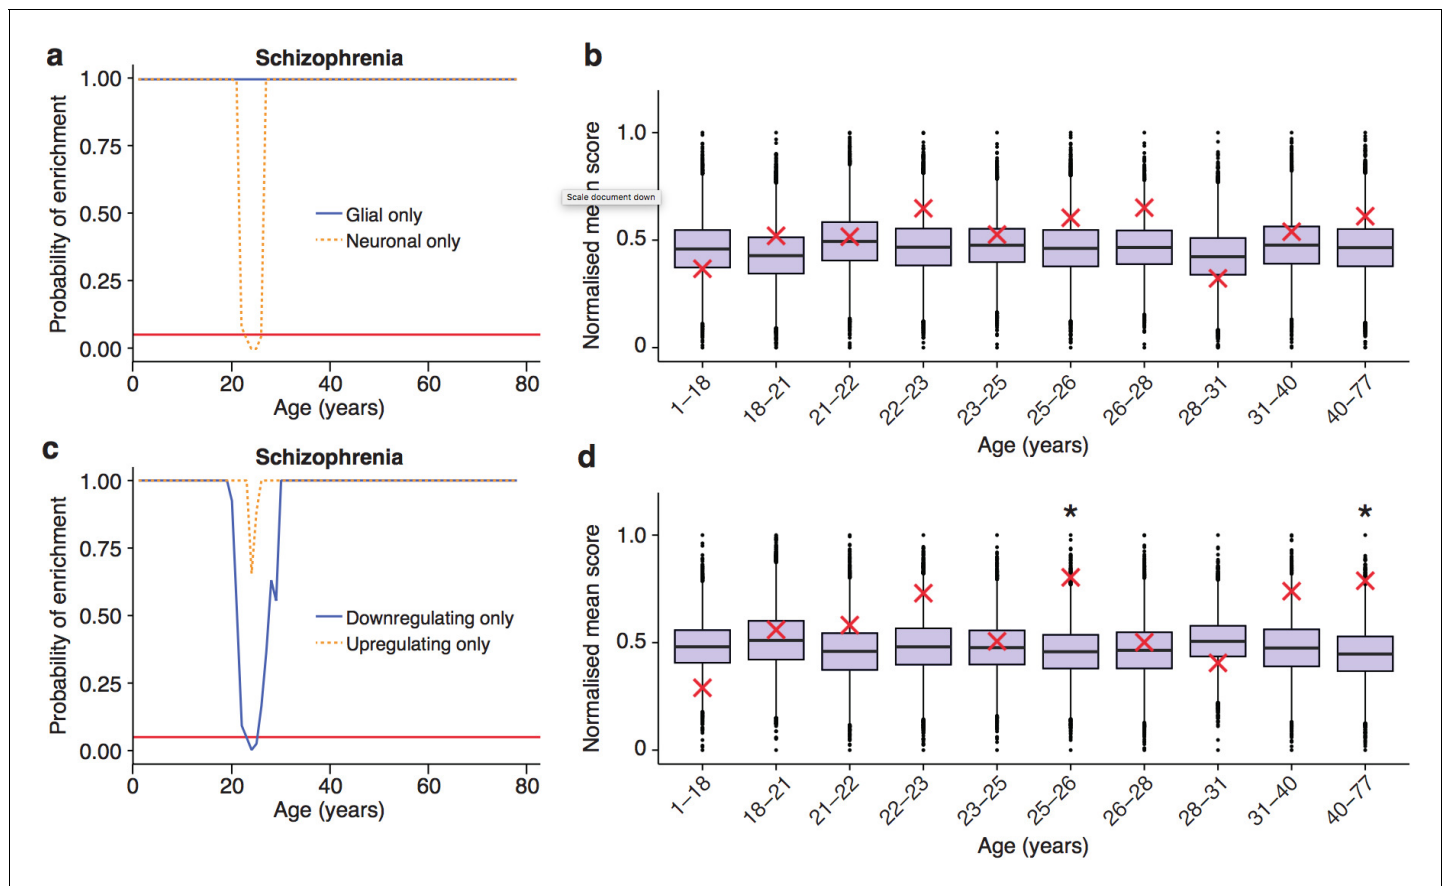 a
Schizophrenia
Probability of enrichment
1.00
0.75
0.50
0.25
0.00
Glial only
Neuronal only
0 20 40 60 80
Age (years)
b
Normalised me n score
Scale document down
1.0
0.5
0
1–18 18–21 21–22 22–23 23–25 25–26 26–28 28–31 31–40 40–77
Age (years)
c
Schizophrenia
Probability of enrichment
1.00
0.75
0.50
0.25
0.00
Downregulating only
Upregulating only
0 20 40 60 80
Age (years)
d
Normalised mean score
1.0
0.5
0
* *
1–18 18–21 21–22 22–23 23–25 25–26 26–28 28–31 31–40 40–77
Age (years)